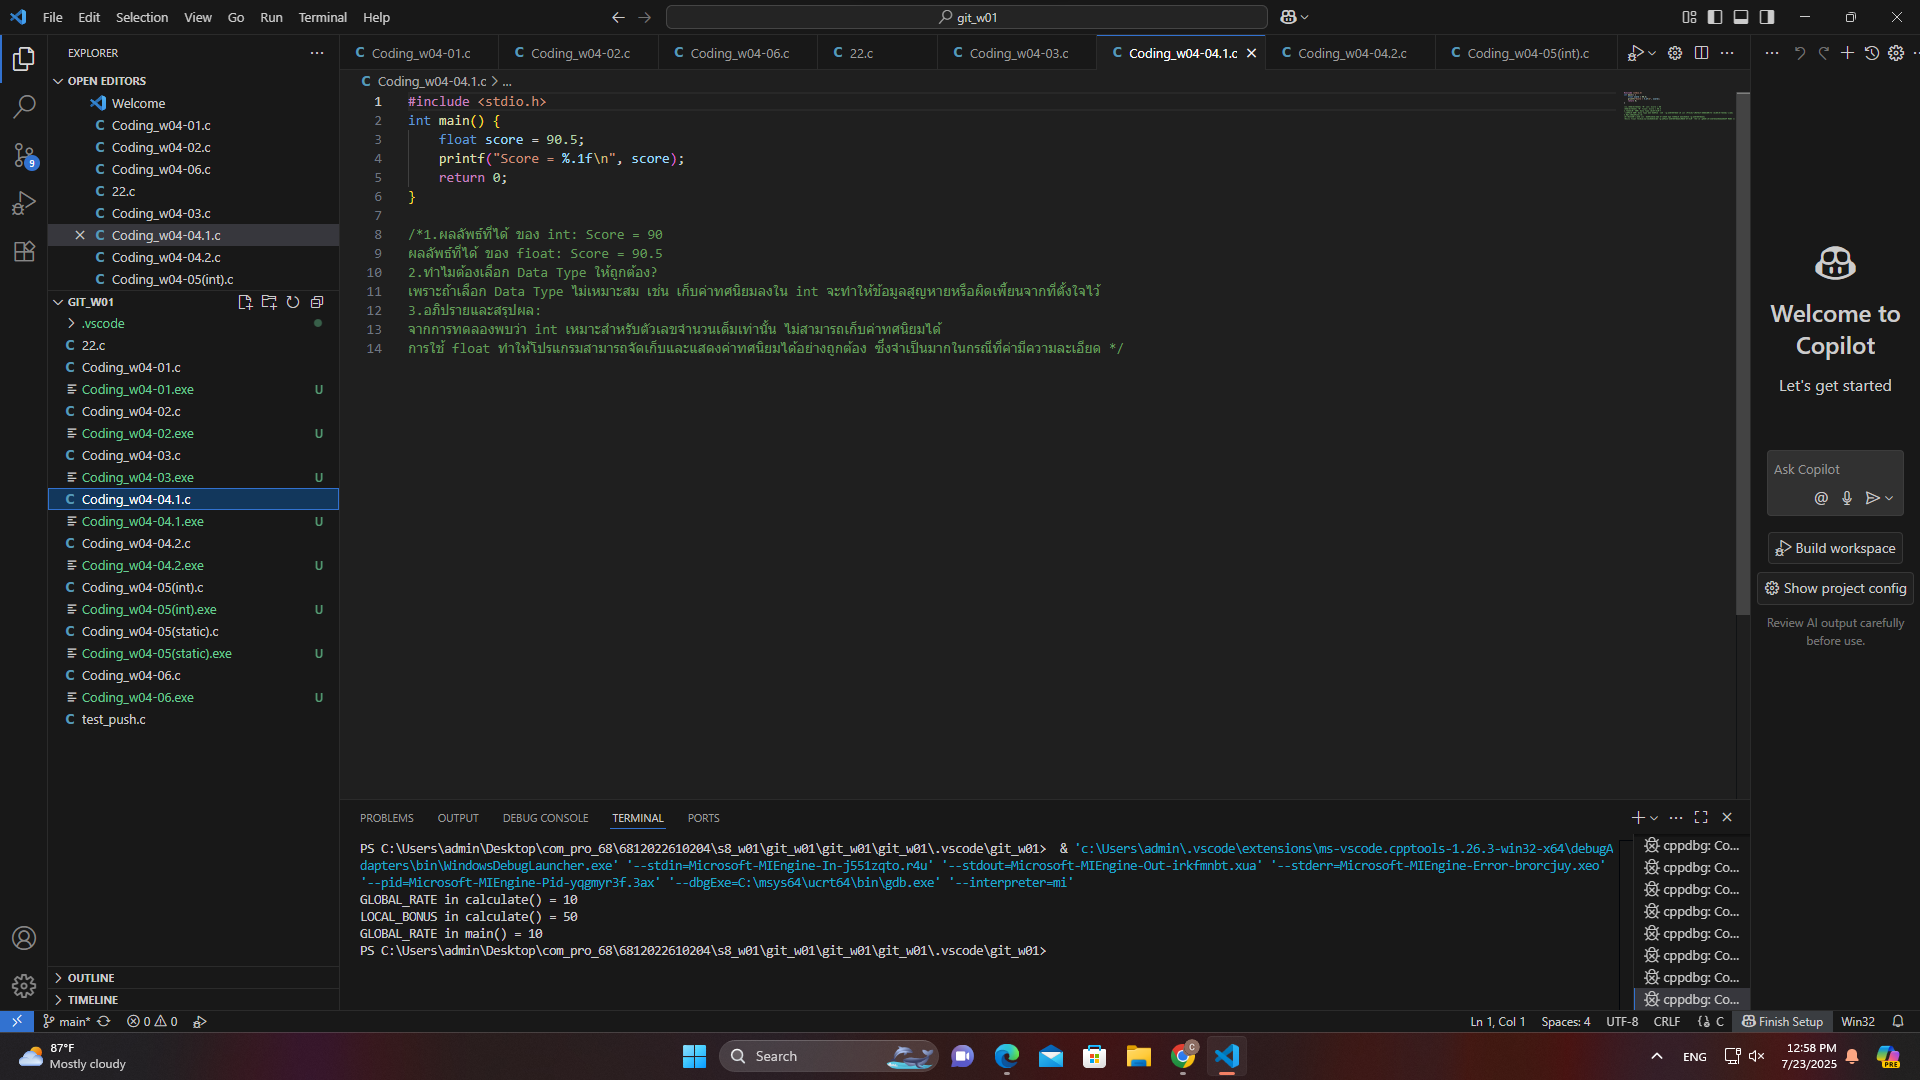 File Edit Selection View Go Run Terminal Help
git_w01
EXPLORER
OPEN EDITORS
Welcome
Coding_w04-01.c
Coding_w04-02.c
Coding_w04-06.c
22.c
Coding_w04-03.c
Coding_w04-04.1.c
Coding_w04-04.2.c
Coding_w04-05(int).c
GIT_W01
.vscode
22.c
Coding_w04-01.c
Coding_w04-01.exe U
Coding_w04-02.c
Coding_w04-02.exe U
Coding_w04-03.c
Coding_w04-03.exe U
Coding_w04-04.1.c
Coding_w04-04.1.exe U
Coding_w04-04.2.c
Coding_w04-04.2.exe U
Coding_w04-05(int).c
Coding_w04-05(int).exe U
Coding_w04-05(static).c
Coding_w04-05(static).exe U
Coding_w04-06.c
Coding_w04-06.exe U
test_push.c
OUTLINE
TIMELINE
Coding_w04-01.c Coding_w04-02.c Coding_w04-06.c 22.c Coding_w04-03.c Coding_w04-04.1.c Coding_w04-04.2.c Coding_w04-05(int).c
Coding_w04-04.1.c > ...
1 #include <stdio.h>
2 int main() {
3 float score = 90.5;
4 printf("Score = %.1f\n", score);
5 return 0;
6 }
7
8 /*1.ผลลัพธ์ที่ได้ ของ int: Score = 90
9 ผลลัพธ์ที่ได้ ของ fioat: Score = 90.5
10 2.ทำไมต้องเลือก Data Type ให้ถูกต้อง?
11 เพราะถ้าเลือก Data Type ไม่เหมาะสม เช่น เก็บค่าทศนิยมลงใน int จะทำให้ข้อมูลสูญหายหรือผิดเพี้ยนจากที่ตั้งใจไว้
12 3.อภิปรายและสรุปผล:
13 จากการทดลองพบว่า int เหมาะสำหรับตัวเลขจำนวนเต็มเท่านั้น ไม่สามารถเก็บค่าทศนิยมได้
14 การใช้ float ทำให้โปรแกรมสามารถจัดเก็บและแสดงค่าทศนิยมได้อย่างถูกต้อง ซึ่งจำเป็นมากในกรณีที่ค่ามีความละเอียด */
PROBLEMS OUTPUT DEBUG CONSOLE TERMINAL PORTS
PS C:\Users\admin\Desktop\com_pro_68\6812022610204\s8_w01\git_w01\git_w01\git_w01\.vscode\git_w01> & 'c:\Users\admin\.vscode\extensions\ms-vscode.cpptools-1.26.3-win32-x64\debugA
dapters\bin\WindowsDebugLauncher.exe' '--stdin=Microsoft-MIEngine-In-j551zqto.r4u' '--stdout=Microsoft-MIEngine-Out-irkfmnbt.xua' '--stderr=Microsoft-MIEngine-Error-brorcjuy.xeo'
'--pid=Microsoft-MIEngine-Pid-yqgmyr3f.3ax' '--dbgExe=C:\msys64\ucrt64\bin\gdb.exe' '--interpreter=mi'
GLOBAL_RATE in calculate() = 10
LOCAL_BONUS in calculate() = 50
GLOBAL_RATE in main() = 10
PS C:\Users\admin\Desktop\com_pro_68\6812022610204\s8_w01\git_w01\git_w01\git_w01\.vscode\git_w01>
cppdbg: Co...
cppdbg: Co...
cppdbg: Co...
cppdbg: Co...
cppdbg: Co...
cppdbg: Co...
cppdbg: Co...
cppdbg: Co...
Welcome to
Copilot
Let's get started
Ask Copilot
Build workspace
Show project config
Review AI output carefully
before use.
9
main* 0 0
Ln 1, Col 1 Spaces: 4 UTF-8 CRLF C Finish Setup Win32
87°F
Mostly cloudy
Search
C
ENG
12:58 PM
7/23/2025
PRE